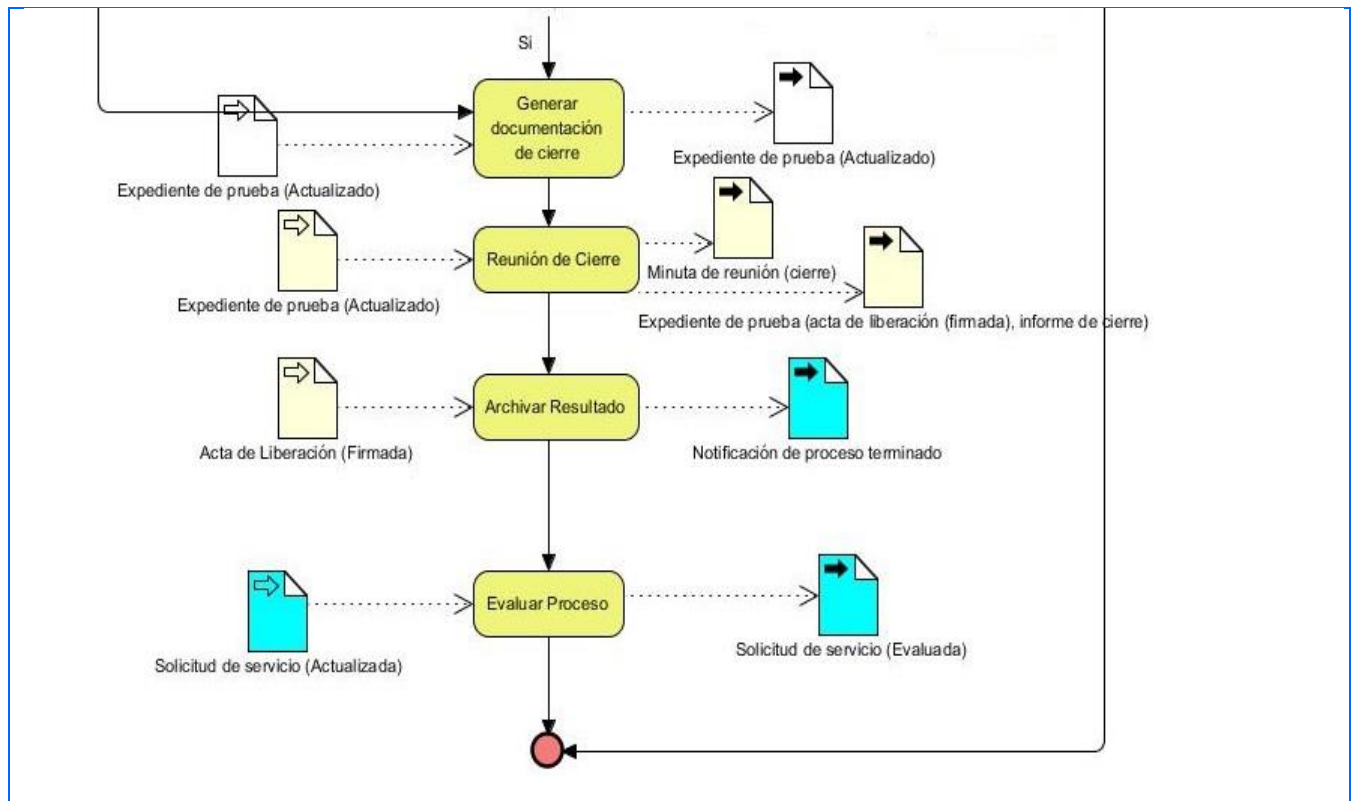 Si
Generar
documentación
de cierre
Expediente de prueba (Actualizado)
Expediente de prueba (Actualizado)
Reunión de Cierre
Minuta de reunión (cierre)
Expediente de prueba (Actualizado)
Expediente de prueba (acta de liberación (firmada), informe de cierre)
Archivar Resultado
Acta de Liberación (Firmada)
Notificación de proceso terminado
Evaluar Proceso
Solicitud de servicio (Actualizada)
Solicitud de servicio (Evaluada)